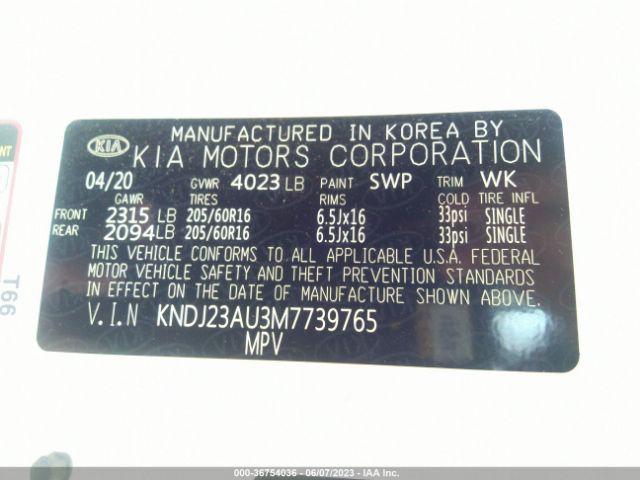 MANUFACTURED IN KOREA BY
KIA KIA MOTORS CORPORATION
04/20 GVWR 4023 LB PAINT SWP TRIM WK
GAWR TIRES RIMS COLD TIRE INFL
FRONT 2315 LB 205/60R16 6.5Jx16 33psi SINGLE
REAR 2094 LB 205/60R16 6.5Jx16 33psi SINGLE
THIS VEHICLE CONFORMS TO ALL APPLICABLE U.S.A. FEDERAL
MOTOR VEHICLE SAFETY AND THEFT PREVENTION STANDARDS
IN EFFECT ON THE DATE OF MANUFACTURE SHOWN ABOVE.
V.I.N KNDJ23AU3M7739765
MPV
T66
000-36754036 - 06/07/2023 - IAA Inc.